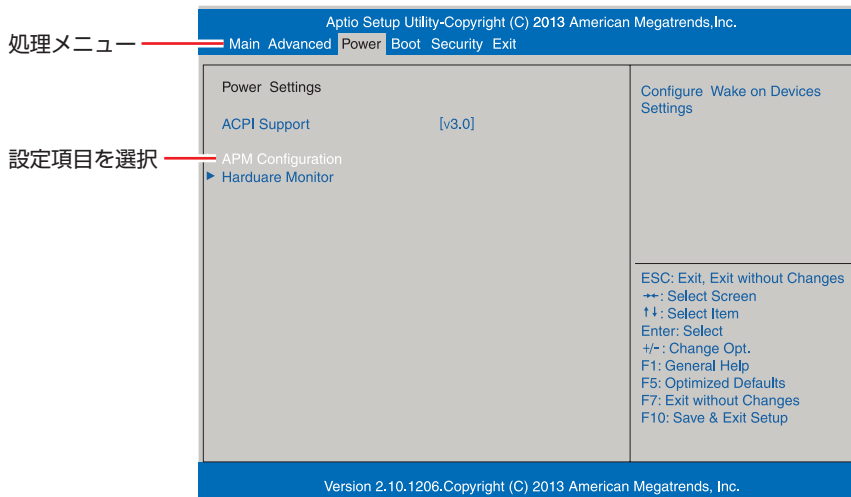 Aptio Setup Utility-Copyright (C) 2013 American Megatrends,Inc.
処理メニュー
Main Advanced Power Boot Security Exit
Power Settings
ACPI Support [v3.0]
設定項目を選択
APM Configuration
▶ Harduare Monitor
Configure Wake on Devices
Settings
ESC: Exit, Exit without Changes
→←: Select Screen
↑↓: Select Item
Enter: Select
+/-: Change Opt.
F1: General Help
F5: Optimized Defaults
F7: Exit without Changes
F10: Save & Exit Setup
Version 2.10.1206.Copyright (C) 2013 American Megatrends, Inc.